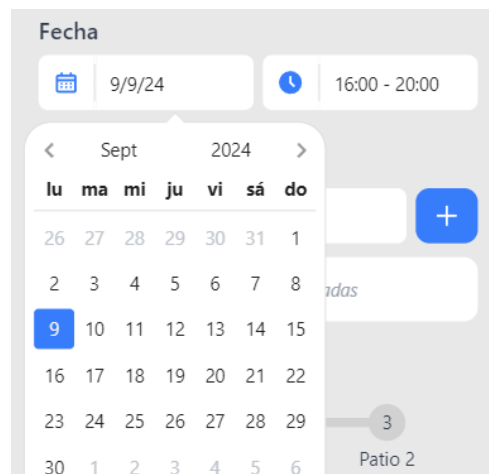 Fecha
9/9/24 16:00 - 20:00
Sept 2024
lu ma mi ju vi sá do
26 27 28 29 30 31 1
2 3 4 5 6 7 8
adas
9 10 11 12 13 14 15
16 17 18 19 20 21 22
23 24 25 26 27 28 29
3
30 1 2 3 4 5 6
Patio 2